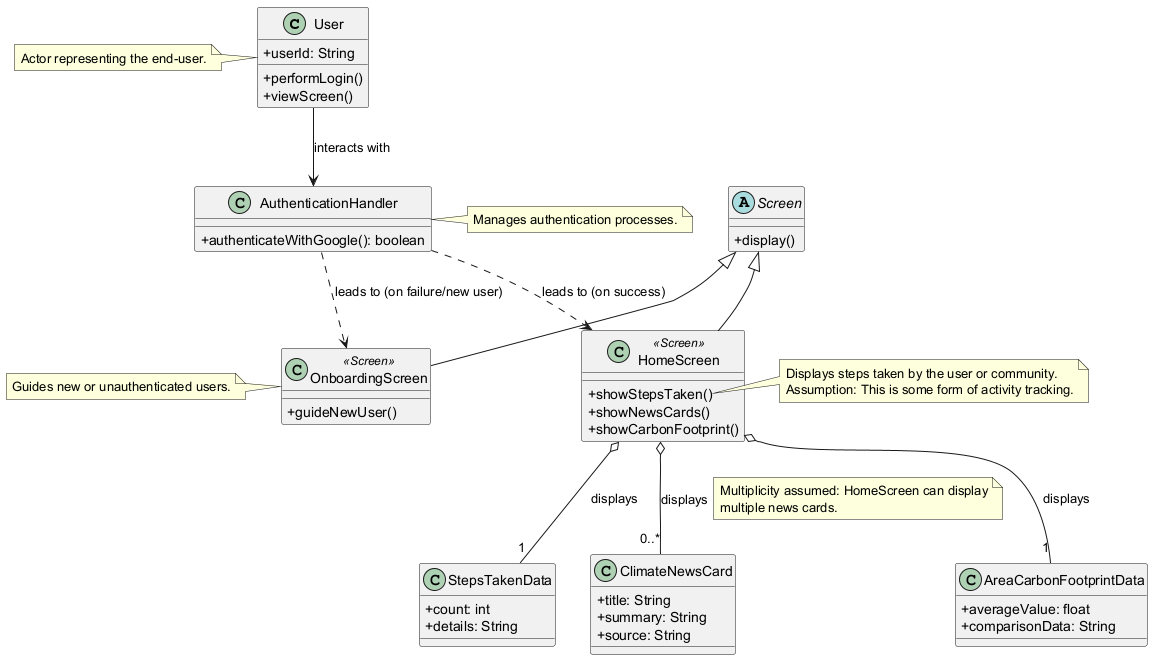 C User
+userId: String
+performLogin()
+viewScreen()
Actor representing the end-user.
interacts with
C AuthenticationHandler
+authenticateWithGoogle(): boolean
Manages authentication processes.
A Screen
+display()
leads to (on failure/new user)
leads to (on success)
C «Screen»
OnboardingScreen
+guideNewUser()
Guides new or unauthenticated users.
C «Screen»
HomeScreen
+showStepsTaken()
+showNewsCards()
+showCarbonFootprint()
Displays steps taken by the user or community.
Assumption: This is some form of activity tracking.
displays
displays
Multiplicity assumed: HomeScreen can display
multiple news cards.
displays
1
0..*
1
C StepsTakenData
+count: int
+details: String
C ClimateNewsCard
+title: String
+summary: String
+source: String
C AreaCarbonFootprintData
+averageValue: float
+comparisonData: String